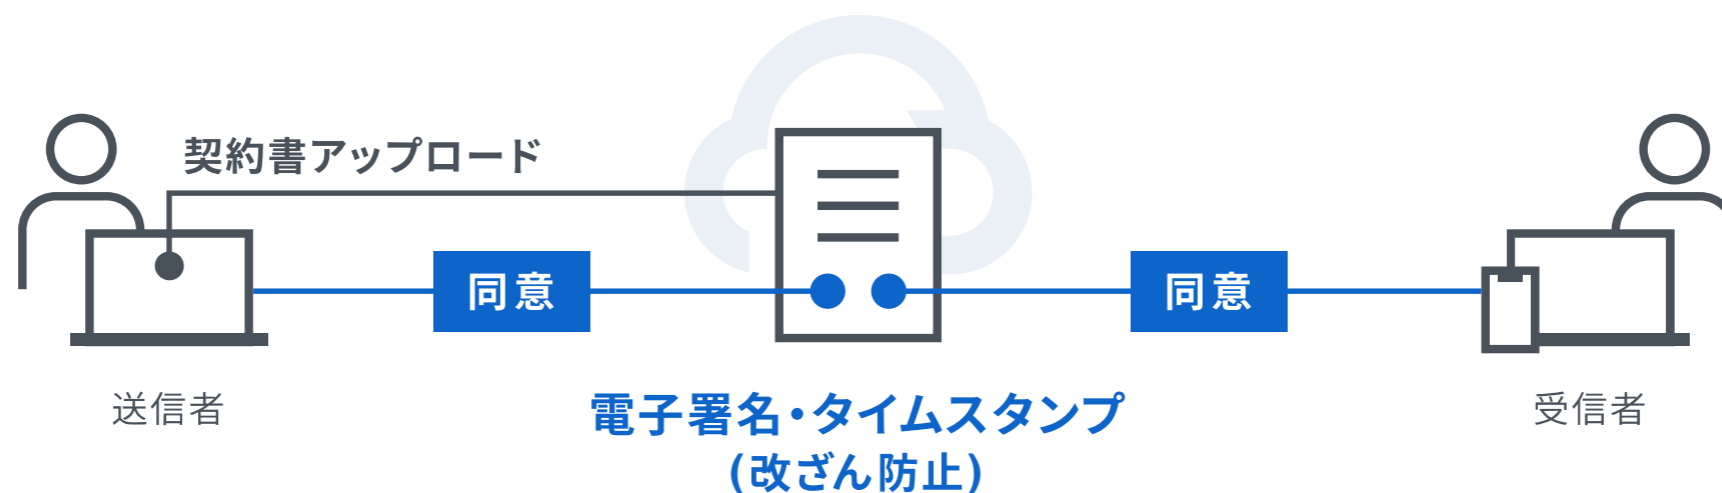 契約書アップロード
同意
同意
送信者
電子署名・タイムスタンプ
(改ざん防止)
受信者